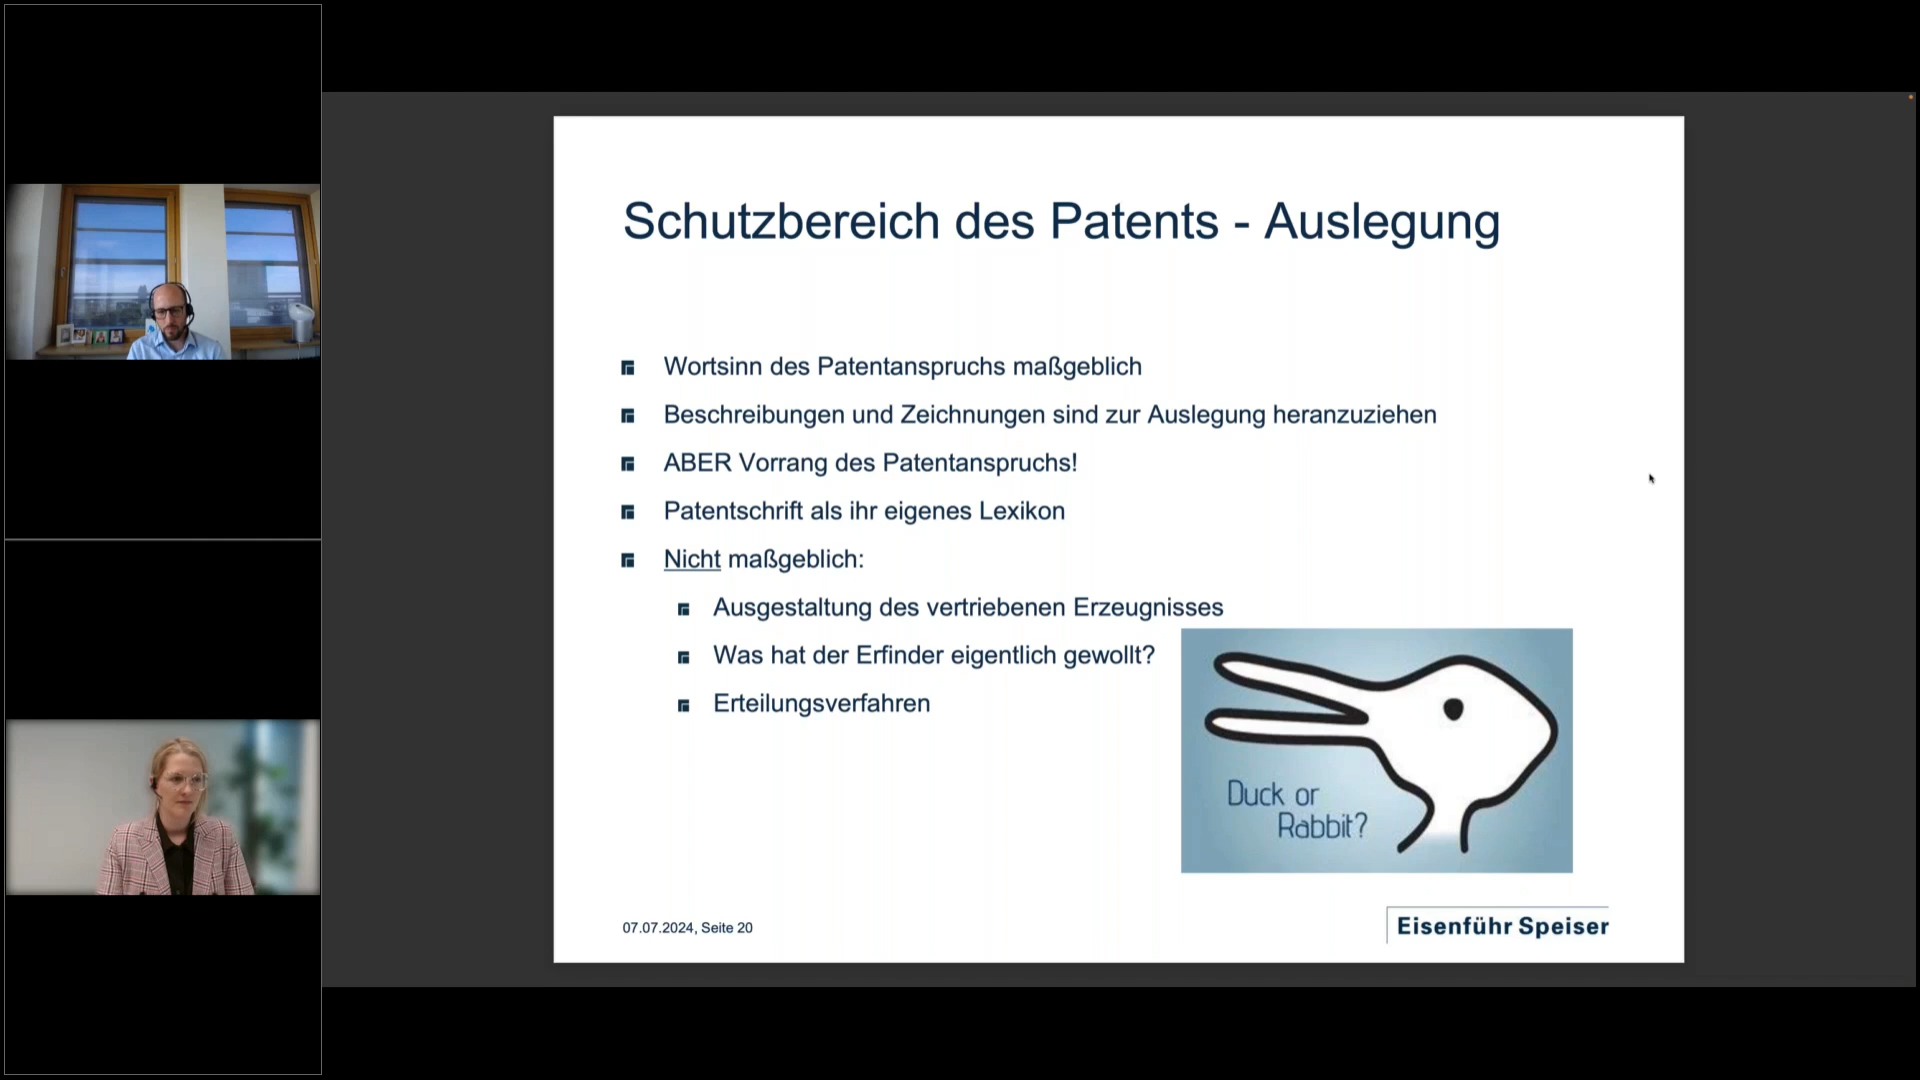 Schutzbereich des Patents - Auslegung
Wortsinn des Patentanspruchs maßgeblich
Beschreibungen und Zeichnungen sind zur Auslegung heranzuziehen
ABER Vorrang des Patentanspruchs!
Patentschrift als ihr eigenes Lexikon
Nicht maßgeblich:
Ausgestaltung des vertriebenen Erzeugnisses
Was hat der Erfinder eigentlich gewollt?
Erteilungsverfahren
Duck or
Rabbit?
07.07.2024, Seite 20
Eisenführ Speiser